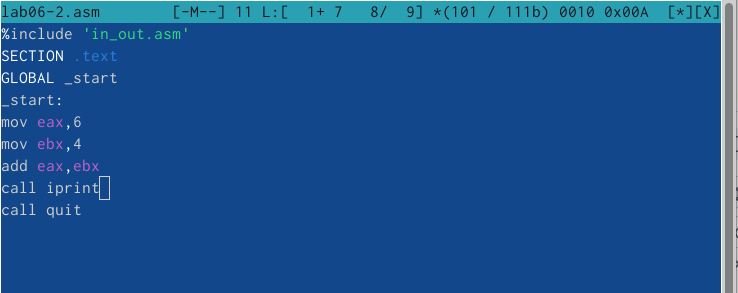 lab06-2.asm [-M--] 11 L:[ 1+ 7 8/ 9] *(101 / 111b) 0010 0x00A [*][X]
%include 'in_out.asm'
SECTION .text
GLOBAL _start
_start:
mov eax,6
mov ebx,4
add eax,ebx
call iprint
call quit